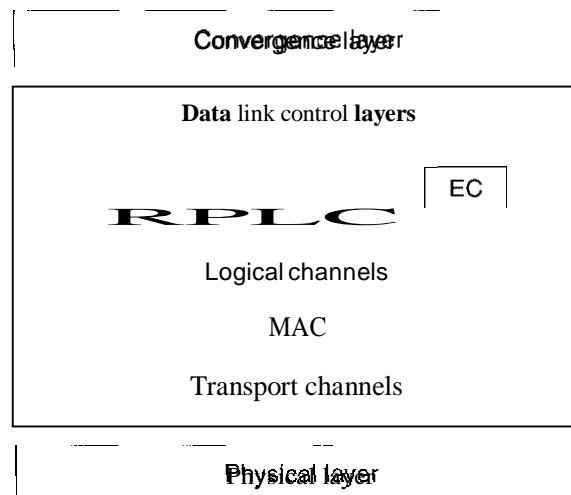 Convergence layer
Data link control layers
EC
RPLC
Logical channels
MAC
Transport channels
Physical layer